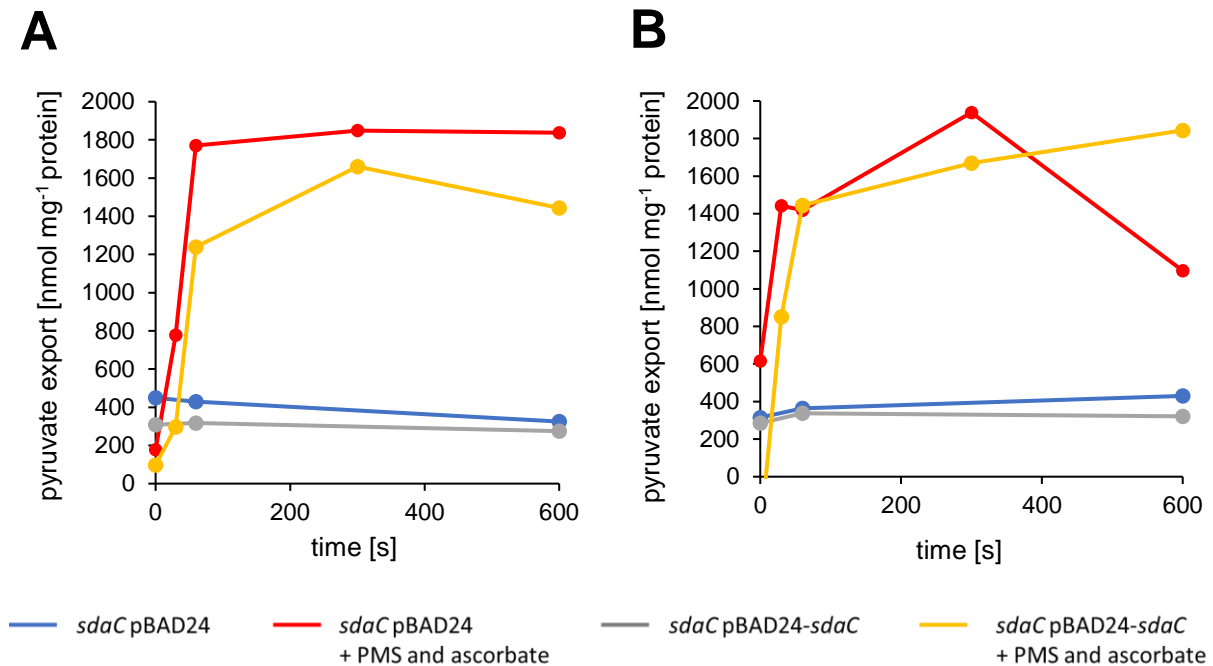 A
B
pyruvate export [nmol mg⁻¹ protein]
2000
1800
1600
1400
1200
1000
800
600
400
200
0
0
200
400
600
time [s]
pyruvate export [nmol mg⁻¹ protein]
2000
1800
1600
1400
1200
1000
800
600
400
200
0
0
200
400
600
time [s]
sdaC pBAD24
sdaC pBAD24
+ PMS and ascorbate
sdaC pBAD24-sdaC
sdaC pBAD24-sdaC
+ PMS and ascorbate